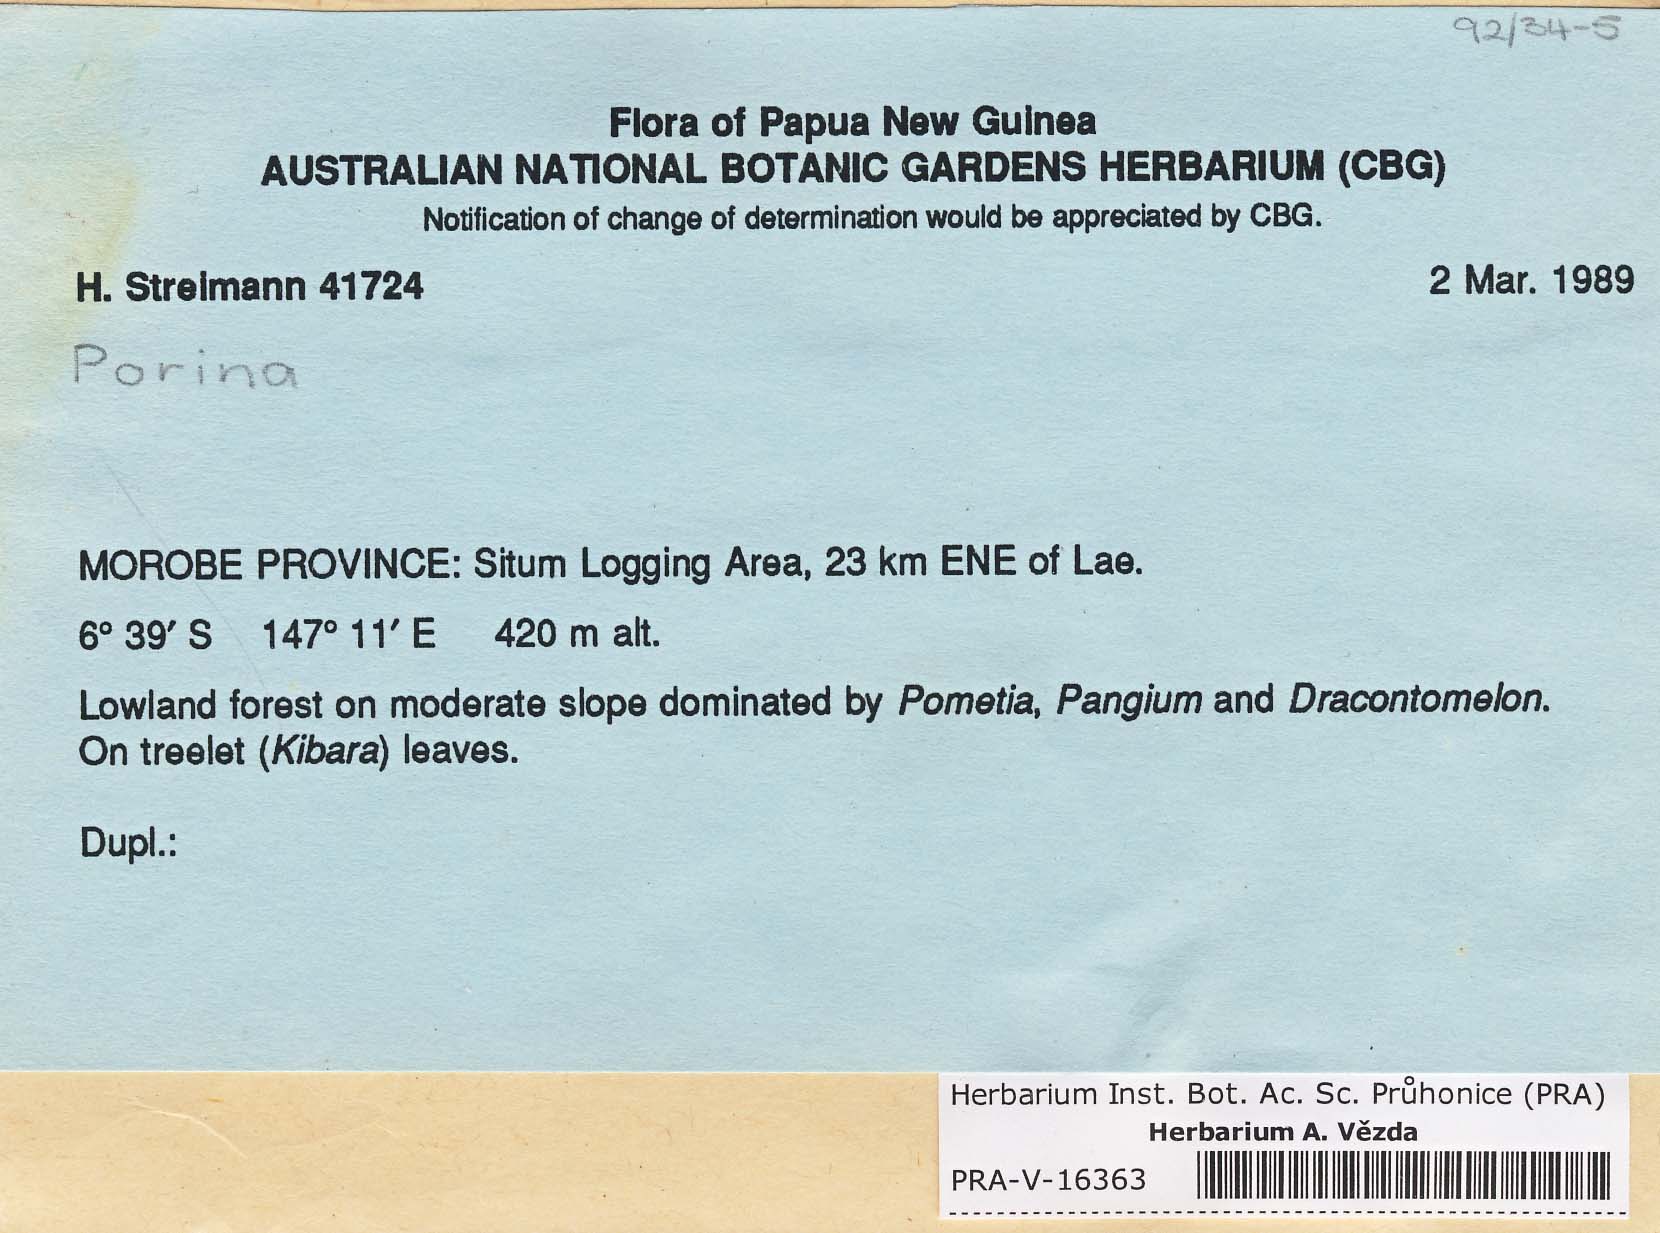 92/34-5
Flora of Papua New Guinea
AUSTRALIAN NATIONAL BOTANIC GARDENS HERBARIUM (CBG)
Notification of change of determination would be appreciated by CBG.
H. Streimann 41724 2 Mar. 1989
Porina
MOROBE PROVINCE: Situm Logging Area, 23 km ENE of Lae.
6° 39′ S 147° 11′ E 420 m alt.
Lowland forest on moderate slope dominated by Pometia, Pangium and Dracontomelon.
On treelet (Kibara) leaves.
Dupl.:
Herbarium Inst. Bot. Ac. Sc. Průhonice (PRA)
Herbarium A. Vězda
PRA-V-16363